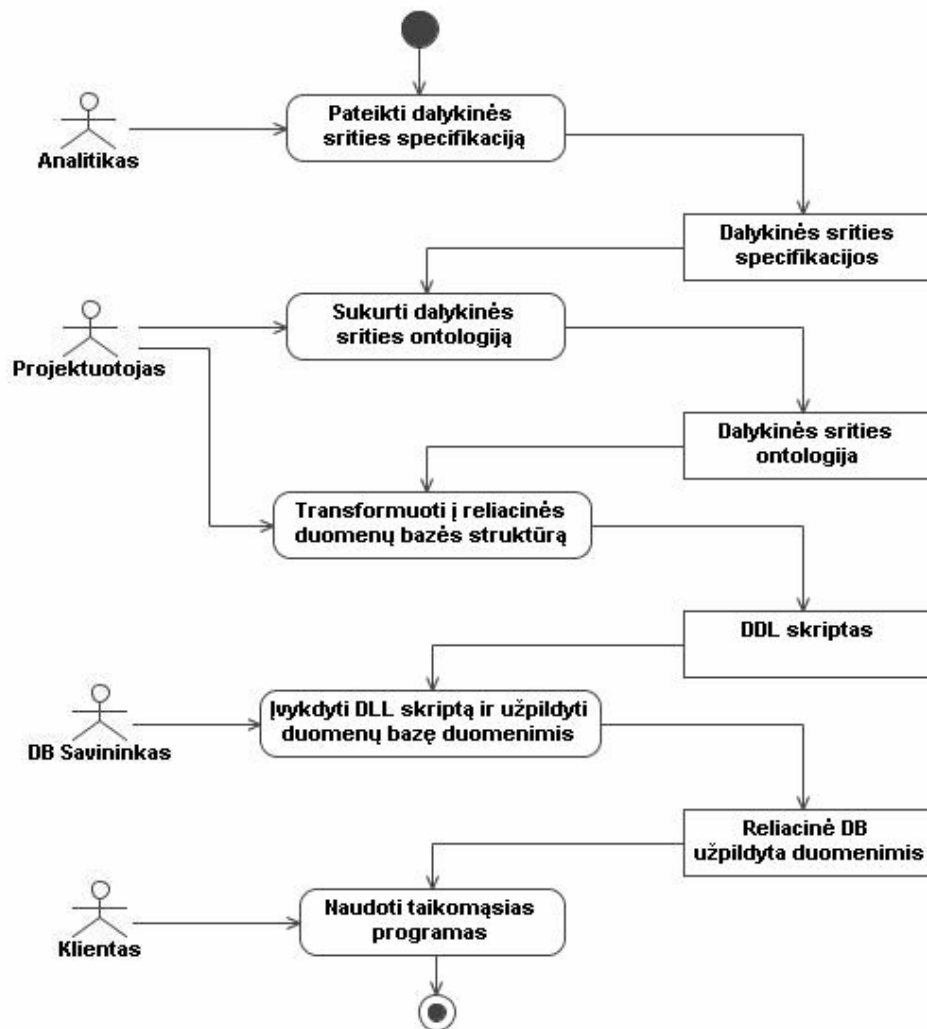 Pateikti dalykinės
srities specifikaciją
Analitikas
Dalykinės srities
specifikacijos
Sukurti dalykinės
srities ontologiją
Projektuotojas
Dalykinės srities
ontologija
Transformuoti į reliacinės
duomenų bazės struktūrą
DDL skriptas
Įvykdyti DLL skriptą ir užpildyti
duomenų bazę duomenimis
DB Savininkas
Reliacinė DB
užpildyta duomenimis
Naudoti taikomąsias
programas
Klientas